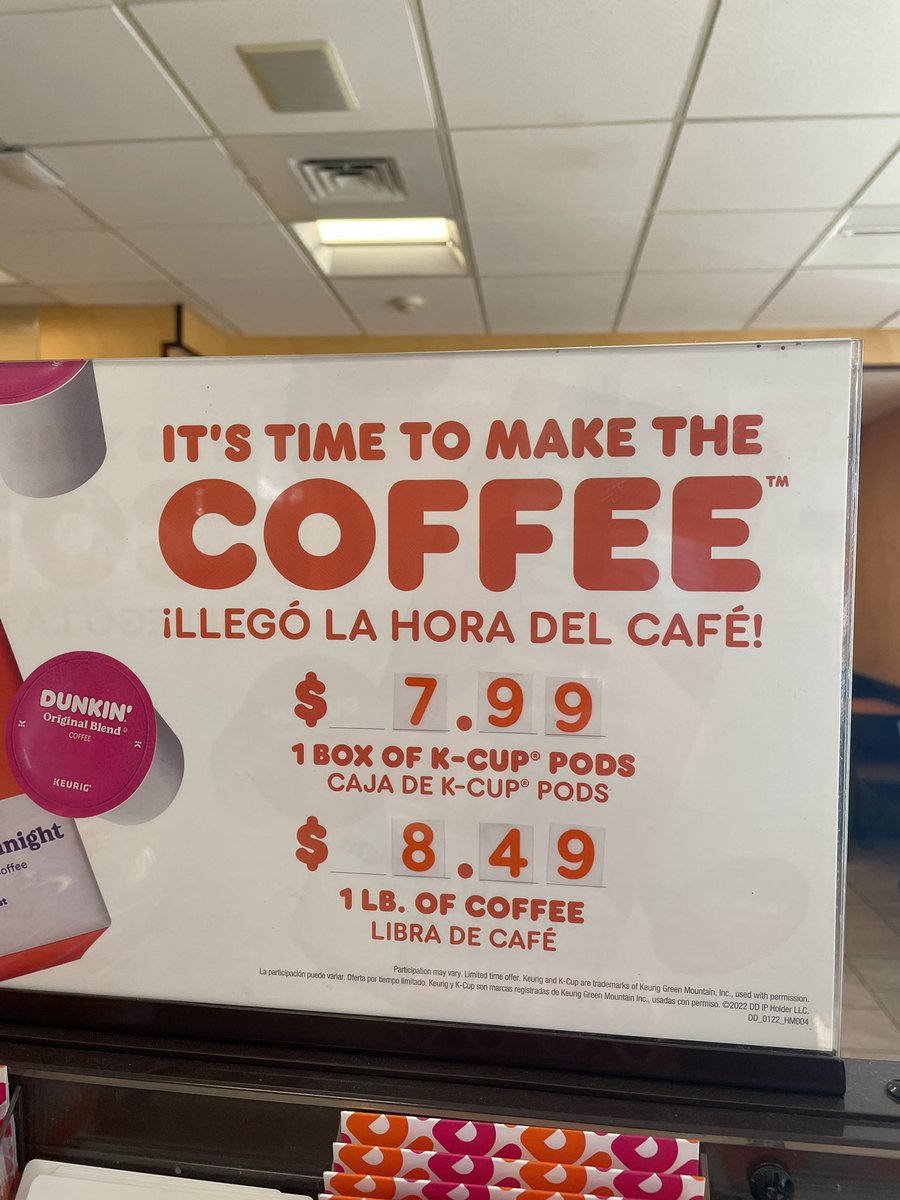 IT'S TIME TO MAKE THE
COFFEE™
¡LLEGÓ LA HORA DEL CAFÉ!
$ 7.99
1 BOX OF K-CUP® PODS
CAJA DE K-CUP® PODS
$ 8.49
1 LB. OF COFFEE
LIBRA DE CAFÉ
Participation may vary. Limited time offer. Keurig and K-Cup are trademarks of Keurig Green Mountain, Inc., used with permission.
La participación puede variar. Oferta por tiempo limitado. Keurig y K-Cup son marcas registradas de Keurig Green Mountain Inc., usadas con permiso. ©2022 DD IP Holder LLC.
DD_0122_HM004
DUNKIN'
Original Blend®
COFFEE
KEURIG®